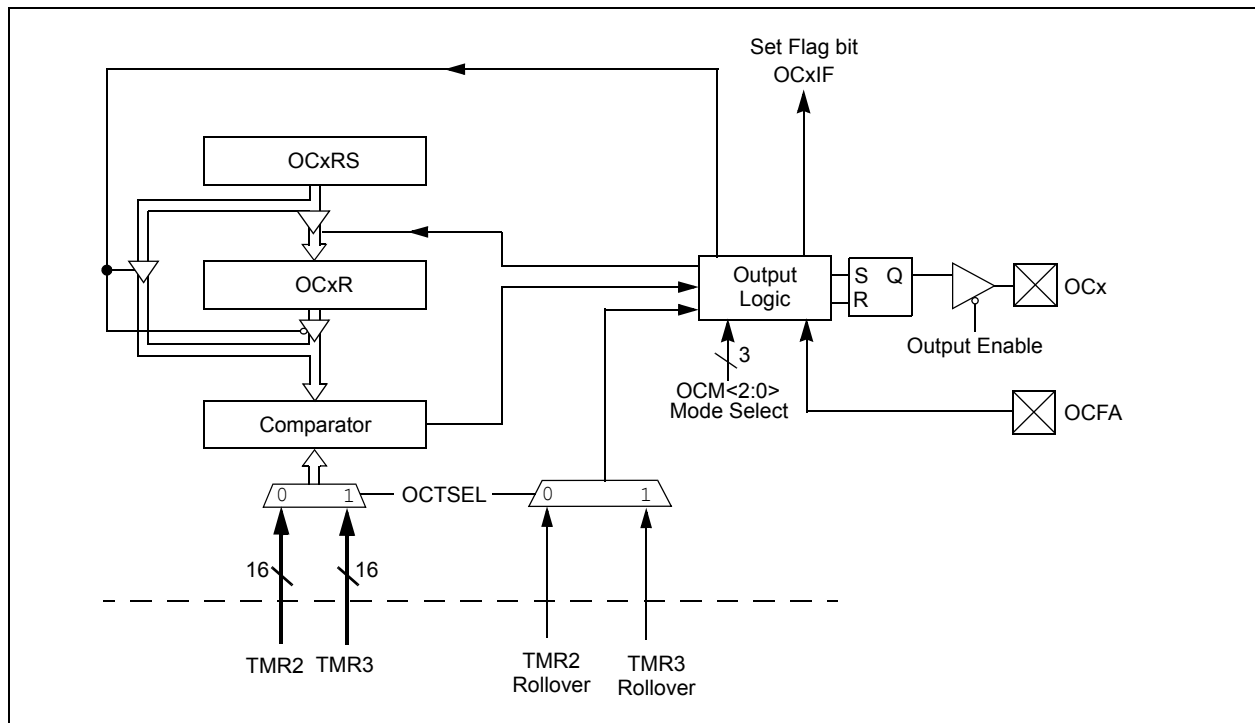 Set Flag bit
OCxIF
OCxRS
OCxR
Output
Logic
S Q
R
OCx
Output Enable
3
OCM<2:0>
Mode Select
OCFA
Comparator
0 1
OCTSEL
0 1
16
16
TMR2
TMR3
TMR2
Rollover
TMR3
Rollover